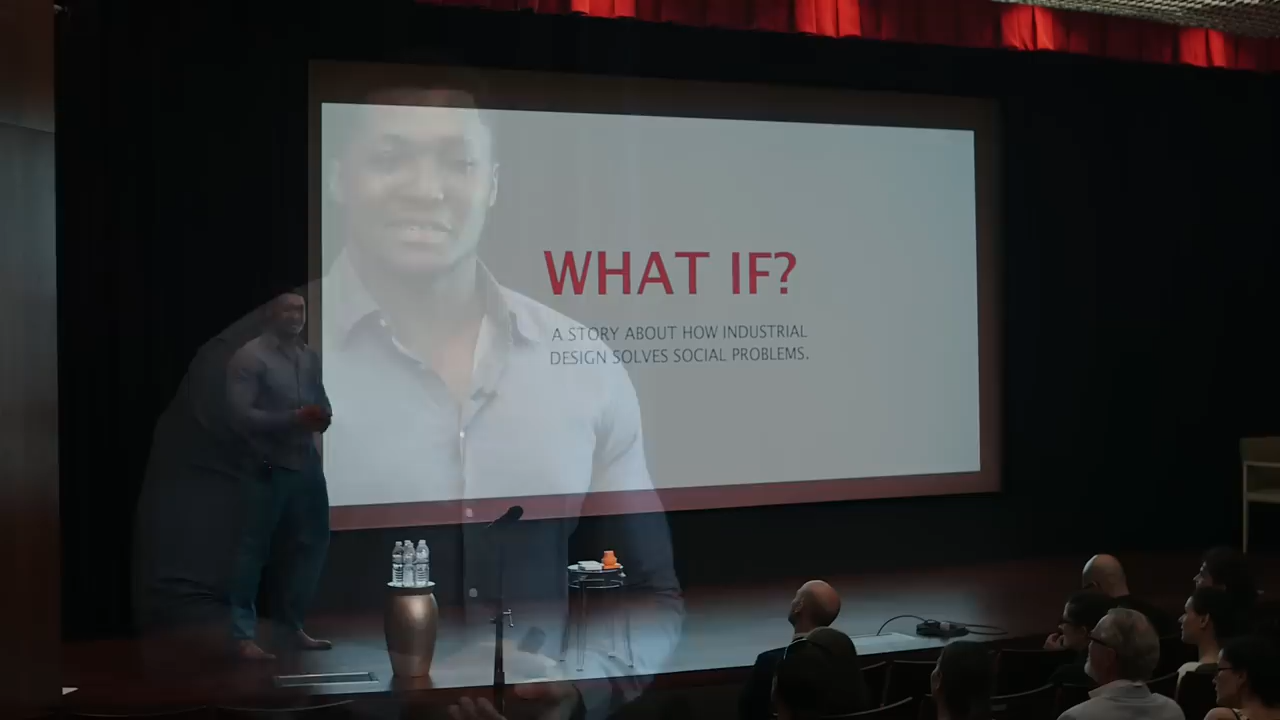 WHAT IF?
A STORY ABOUT HOW INDUSTRIAL
DESIGN SOLVES SOCIAL PROBLEMS.